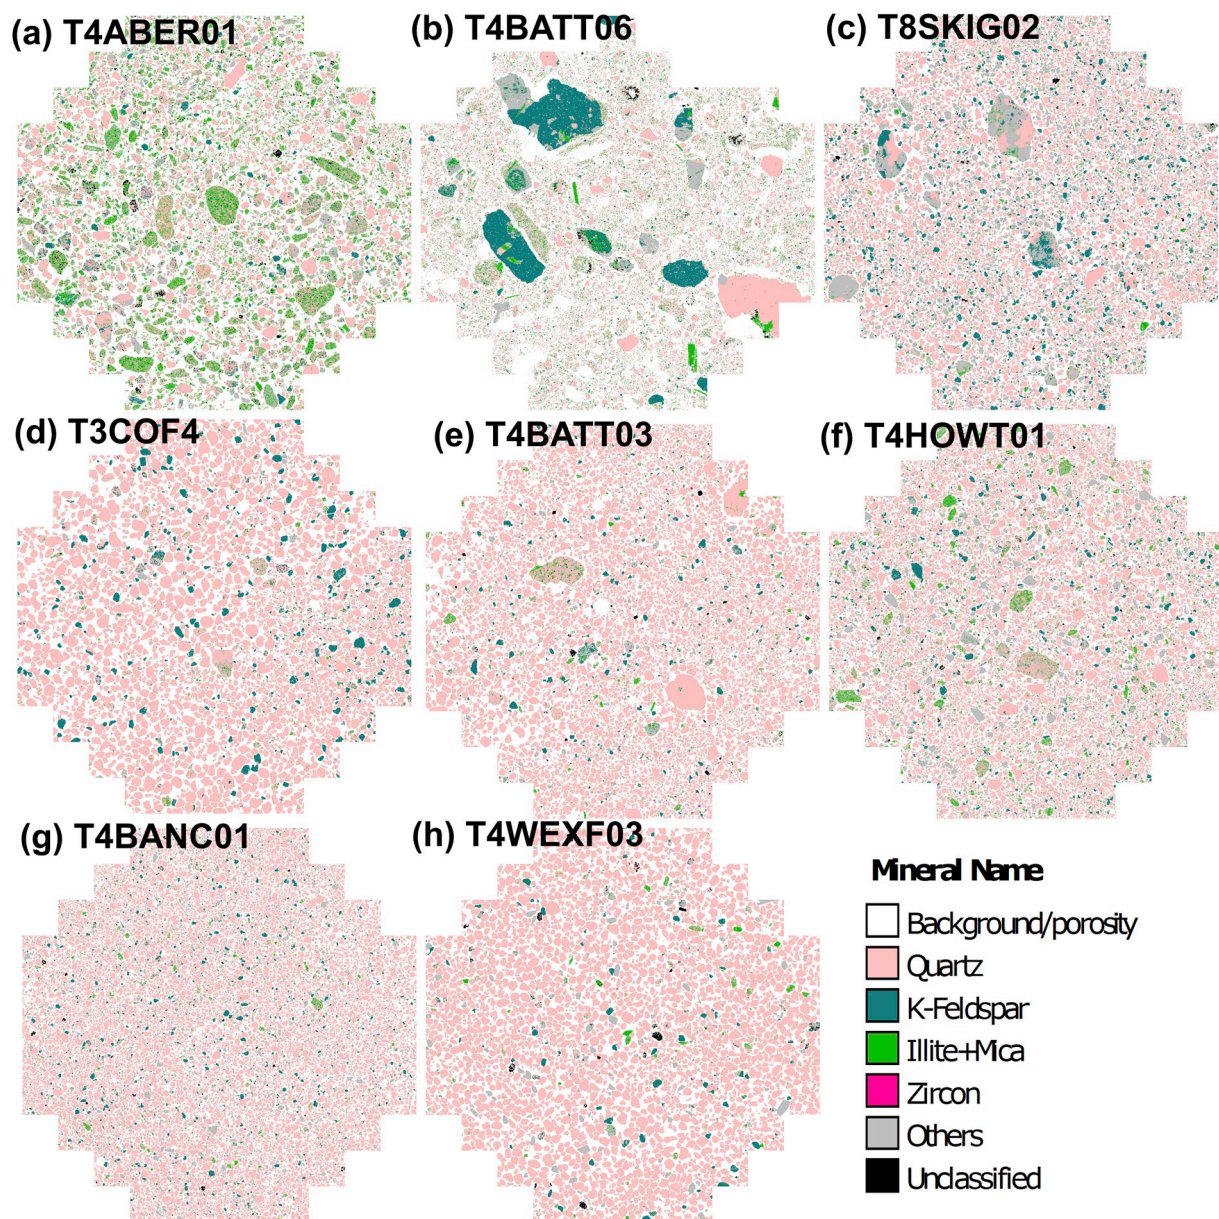 (a) T4ABER01
(b) T4BATT06
(c) T8SKIG02
(d) T3COF4
(e) T4BATT03
(f) T4HOWT01
(g) T4BANC01
(h) T4WEXF03
Mineral Name
Background/porosity
Quartz
K-Feldspar
Illite+Mica
Zircon
Others
Unclassified